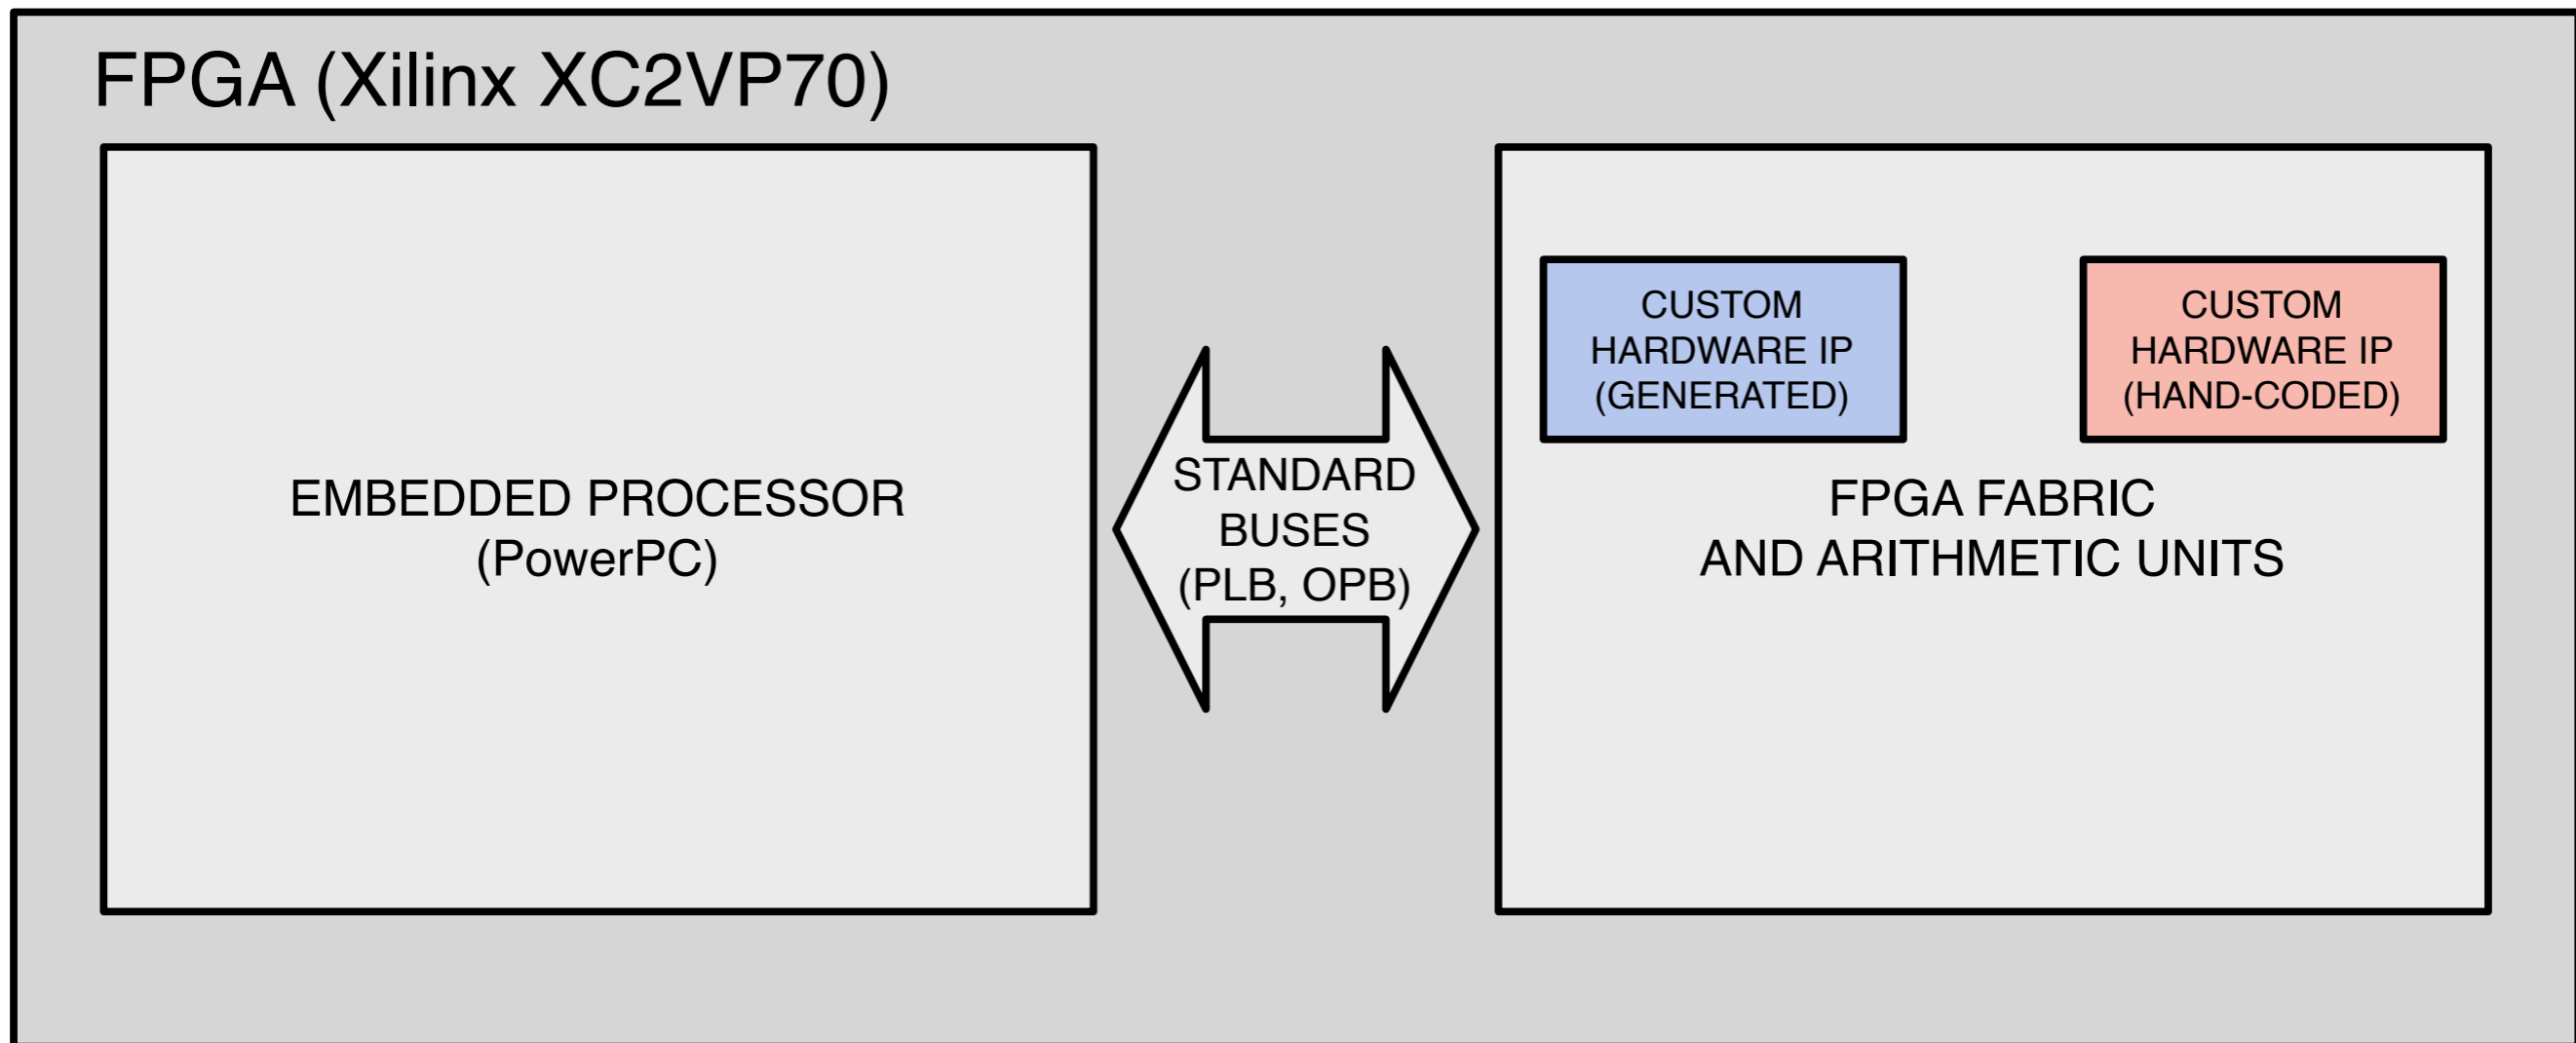 FPGA (Xilinx XC2VP70)
EMBEDDED PROCESSOR
(PowerPC)
STANDARD
BUSES
(PLB, OPB)
CUSTOM
HARDWARE IP
(GENERATED)
CUSTOM
HARDWARE IP
(HAND-CODED)
FPGA FABRIC
AND ARITHMETIC UNITS